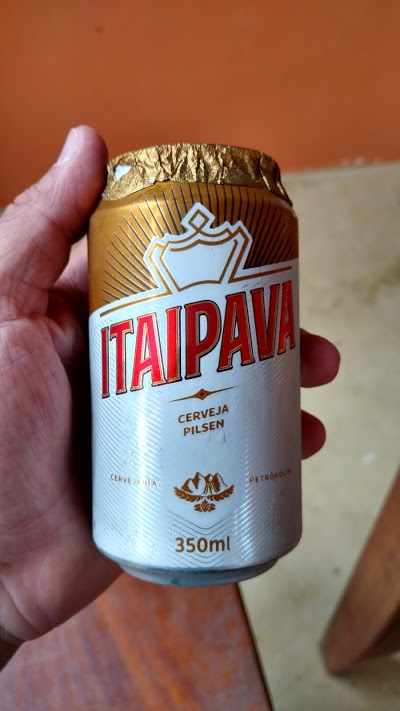 ITAIPAVA
CERVEJA
PILSEN
CERVEJARIA PETRÓPOLIS
350ml